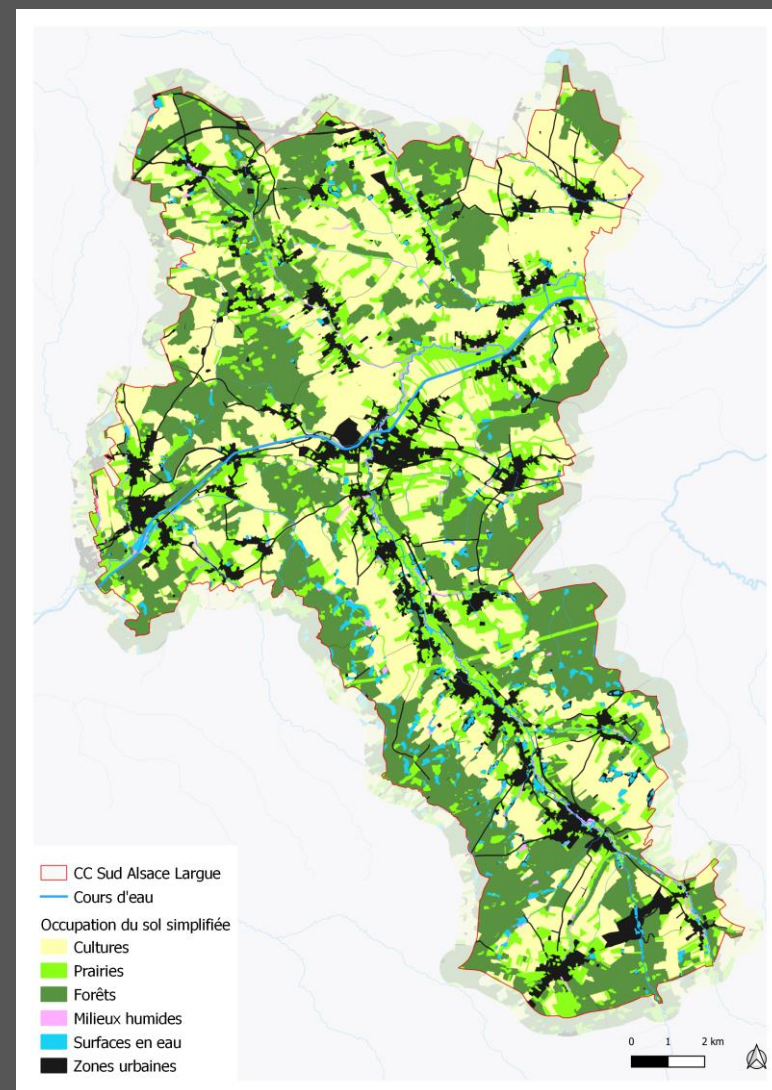 CC Sud Alsace Largue
Cours d'eau
Occupation du sol simplifiée
Cultures
Prairies
Forêts
Milieux humides
Surfaces en eau
Zones urbaines
0 1 2 km